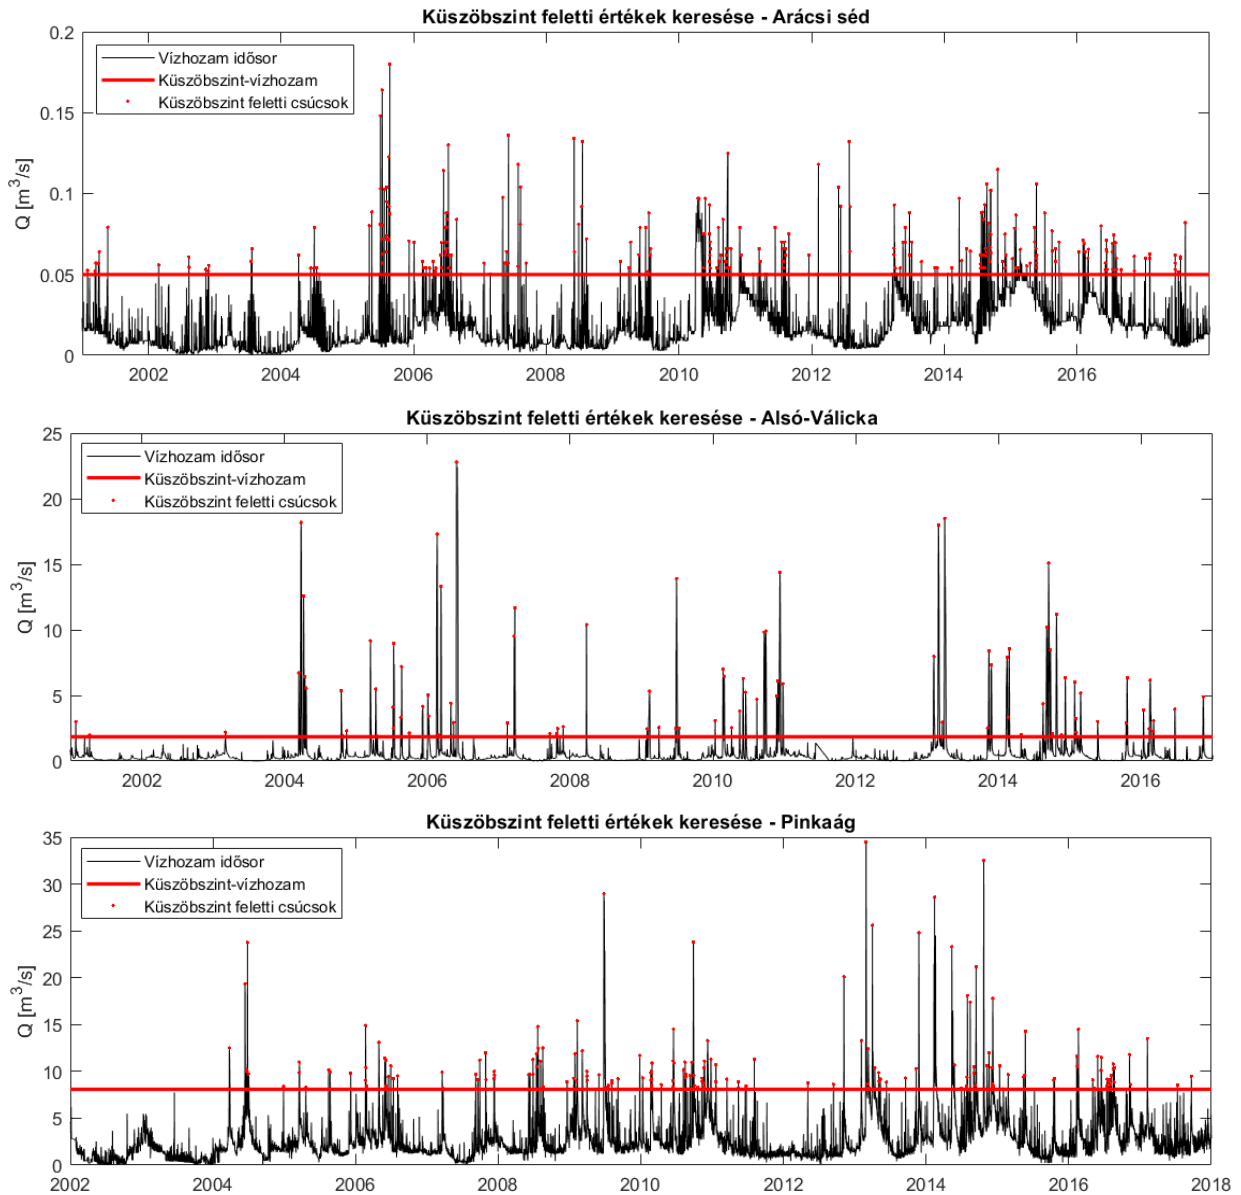 Küszöbszint feletti értékek keresése - Arácsi séd
Q [m³/s]
0.2
0.15
0.1
0.05
0
Vízhozam idősor
Küszöbszint-vízhozam
Küszöbszint feletti csúcsok
2002 2004 2006 2008 2010 2012 2014 2016
Küszöbszint feletti értékek keresése - Alsó-Válicka
Q [m³/s]
25
20
15
10
5
0
Vízhozam idősor
Küszöbszint-vízhozam
Küszöbszint feletti csúcsok
2002 2004 2006 2008 2010 2012 2014 2016
Küszöbszint feletti értékek keresése - Pinkaág
Q [m³/s]
35
30
25
20
15
10
5
0
Vízhozam idősor
Küszöbszint-vízhozam
Küszöbszint feletti csúcsok
2002 2004 2006 2008 2010 2012 2014 2016 2018